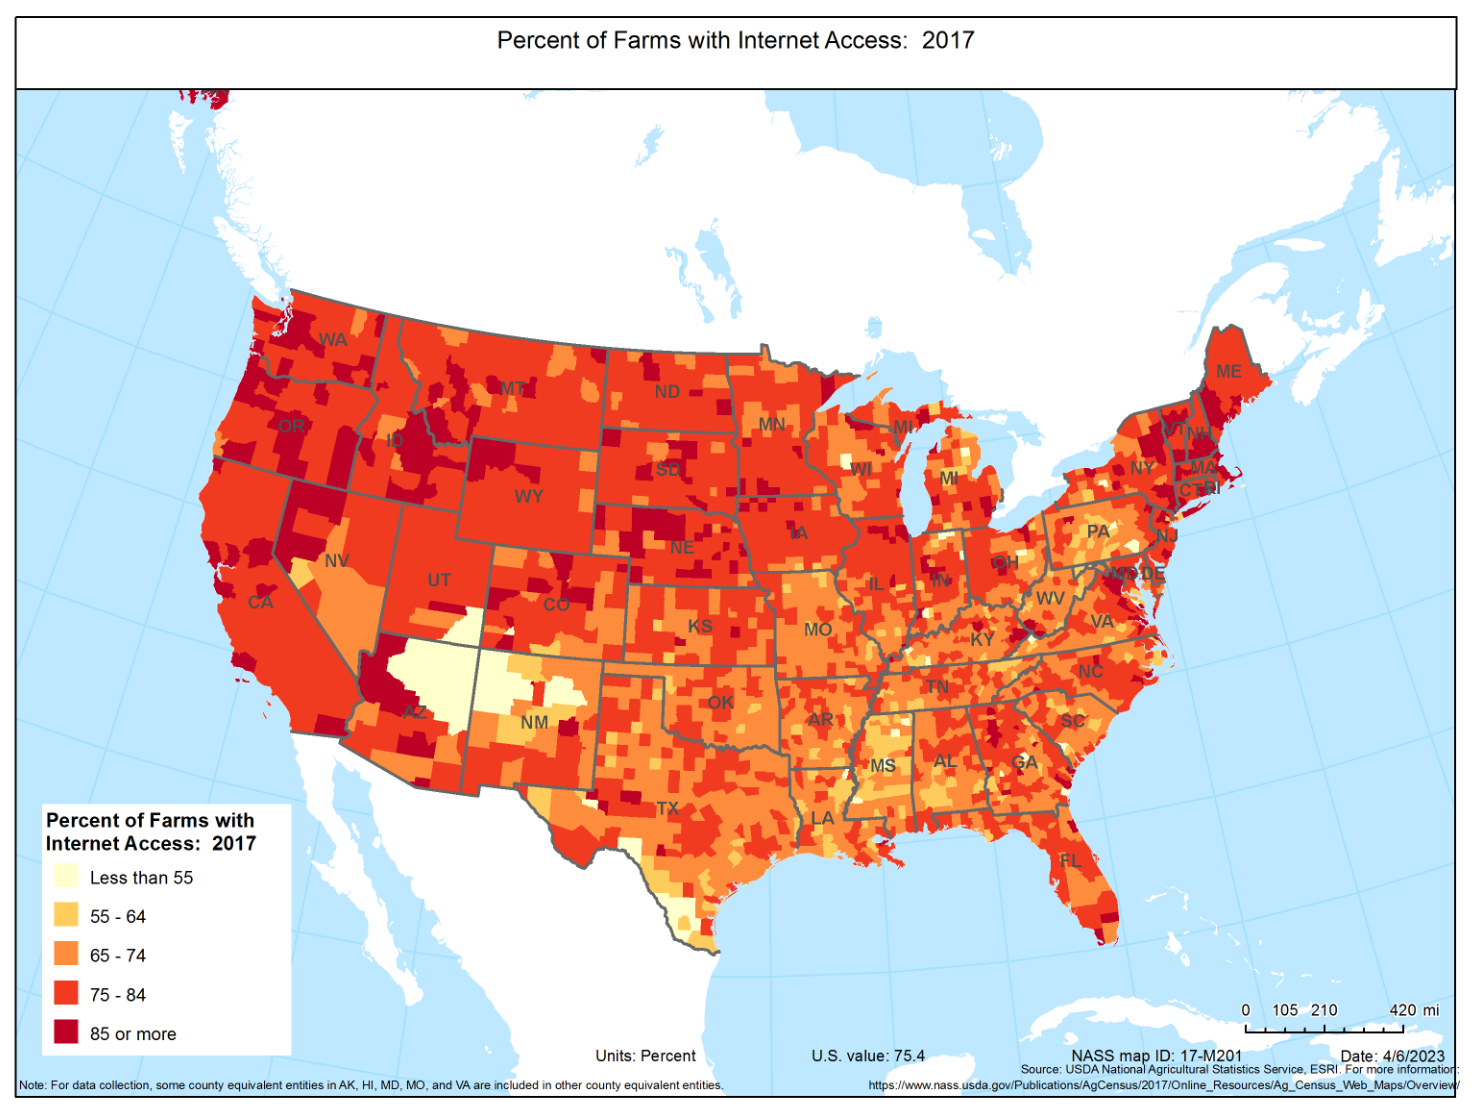 Percent of Farms with Internet Access:  2017
WA
MT
ND
MN
ME
OR
ID
SD
WI
MI
MI
VT
NH
NY
MA
CT
RI
WY
NE
IA
PA
NJ
NV
UT
CO
IL
IN
OH
MD
DE
WV
CA
KS
MO
KY
VA
AZ
NM
OK
AR
TN
NC
SC
MS
AL
GA
TX
LA
FL
Percent of Farms with
Internet Access:  2017
Less than 55
55 - 64
65 - 74
75 - 84
85 or more
0 105 210 420 mi
Units: Percent U.S. value: 75.4 NASS map ID: 17-M201 Date: 4/6/2023
Source: USDA National Agricultural Statistics Service, ESRI. For more information:
Note: For data collection, some county equivalent entities in AK, HI, MD, MO, and VA are included in other county equivalent entities. https://www.nass.usda.gov/Publications/AgCensus/2017/Online_Resources/Ag_Census_Web_Maps/Overview/